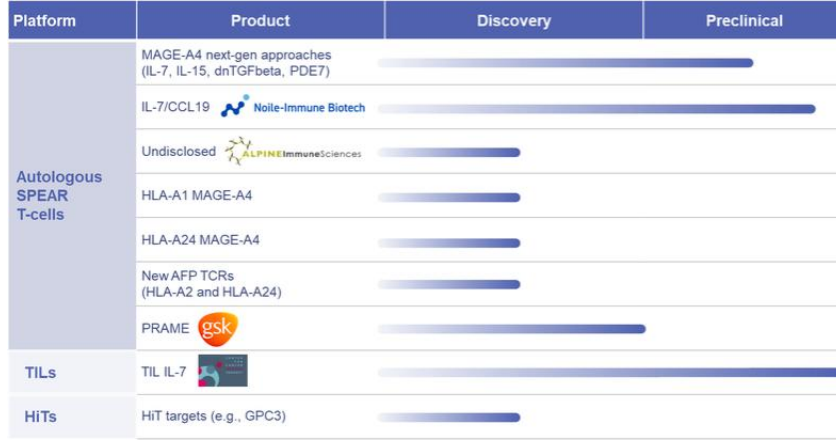 Platform Product Discovery Preclinical
MAGE-A4 next-gen approaches
(IL-7, IL-15, dnTGFbeta, PDE7)
IL-7/CCL19 Noile-Immune Biotech
Undisclosed ALPINEImmuneSciences
Autologous
SPEAR
T-cells
HLA-A1 MAGE-A4
HLA-A24 MAGE-A4
New AFP TCRs
(HLA-A2 and HLA-A24)
PRAME gsk
TILs TIL IL-7
HiTs HiT targets (e.g., GPC3)